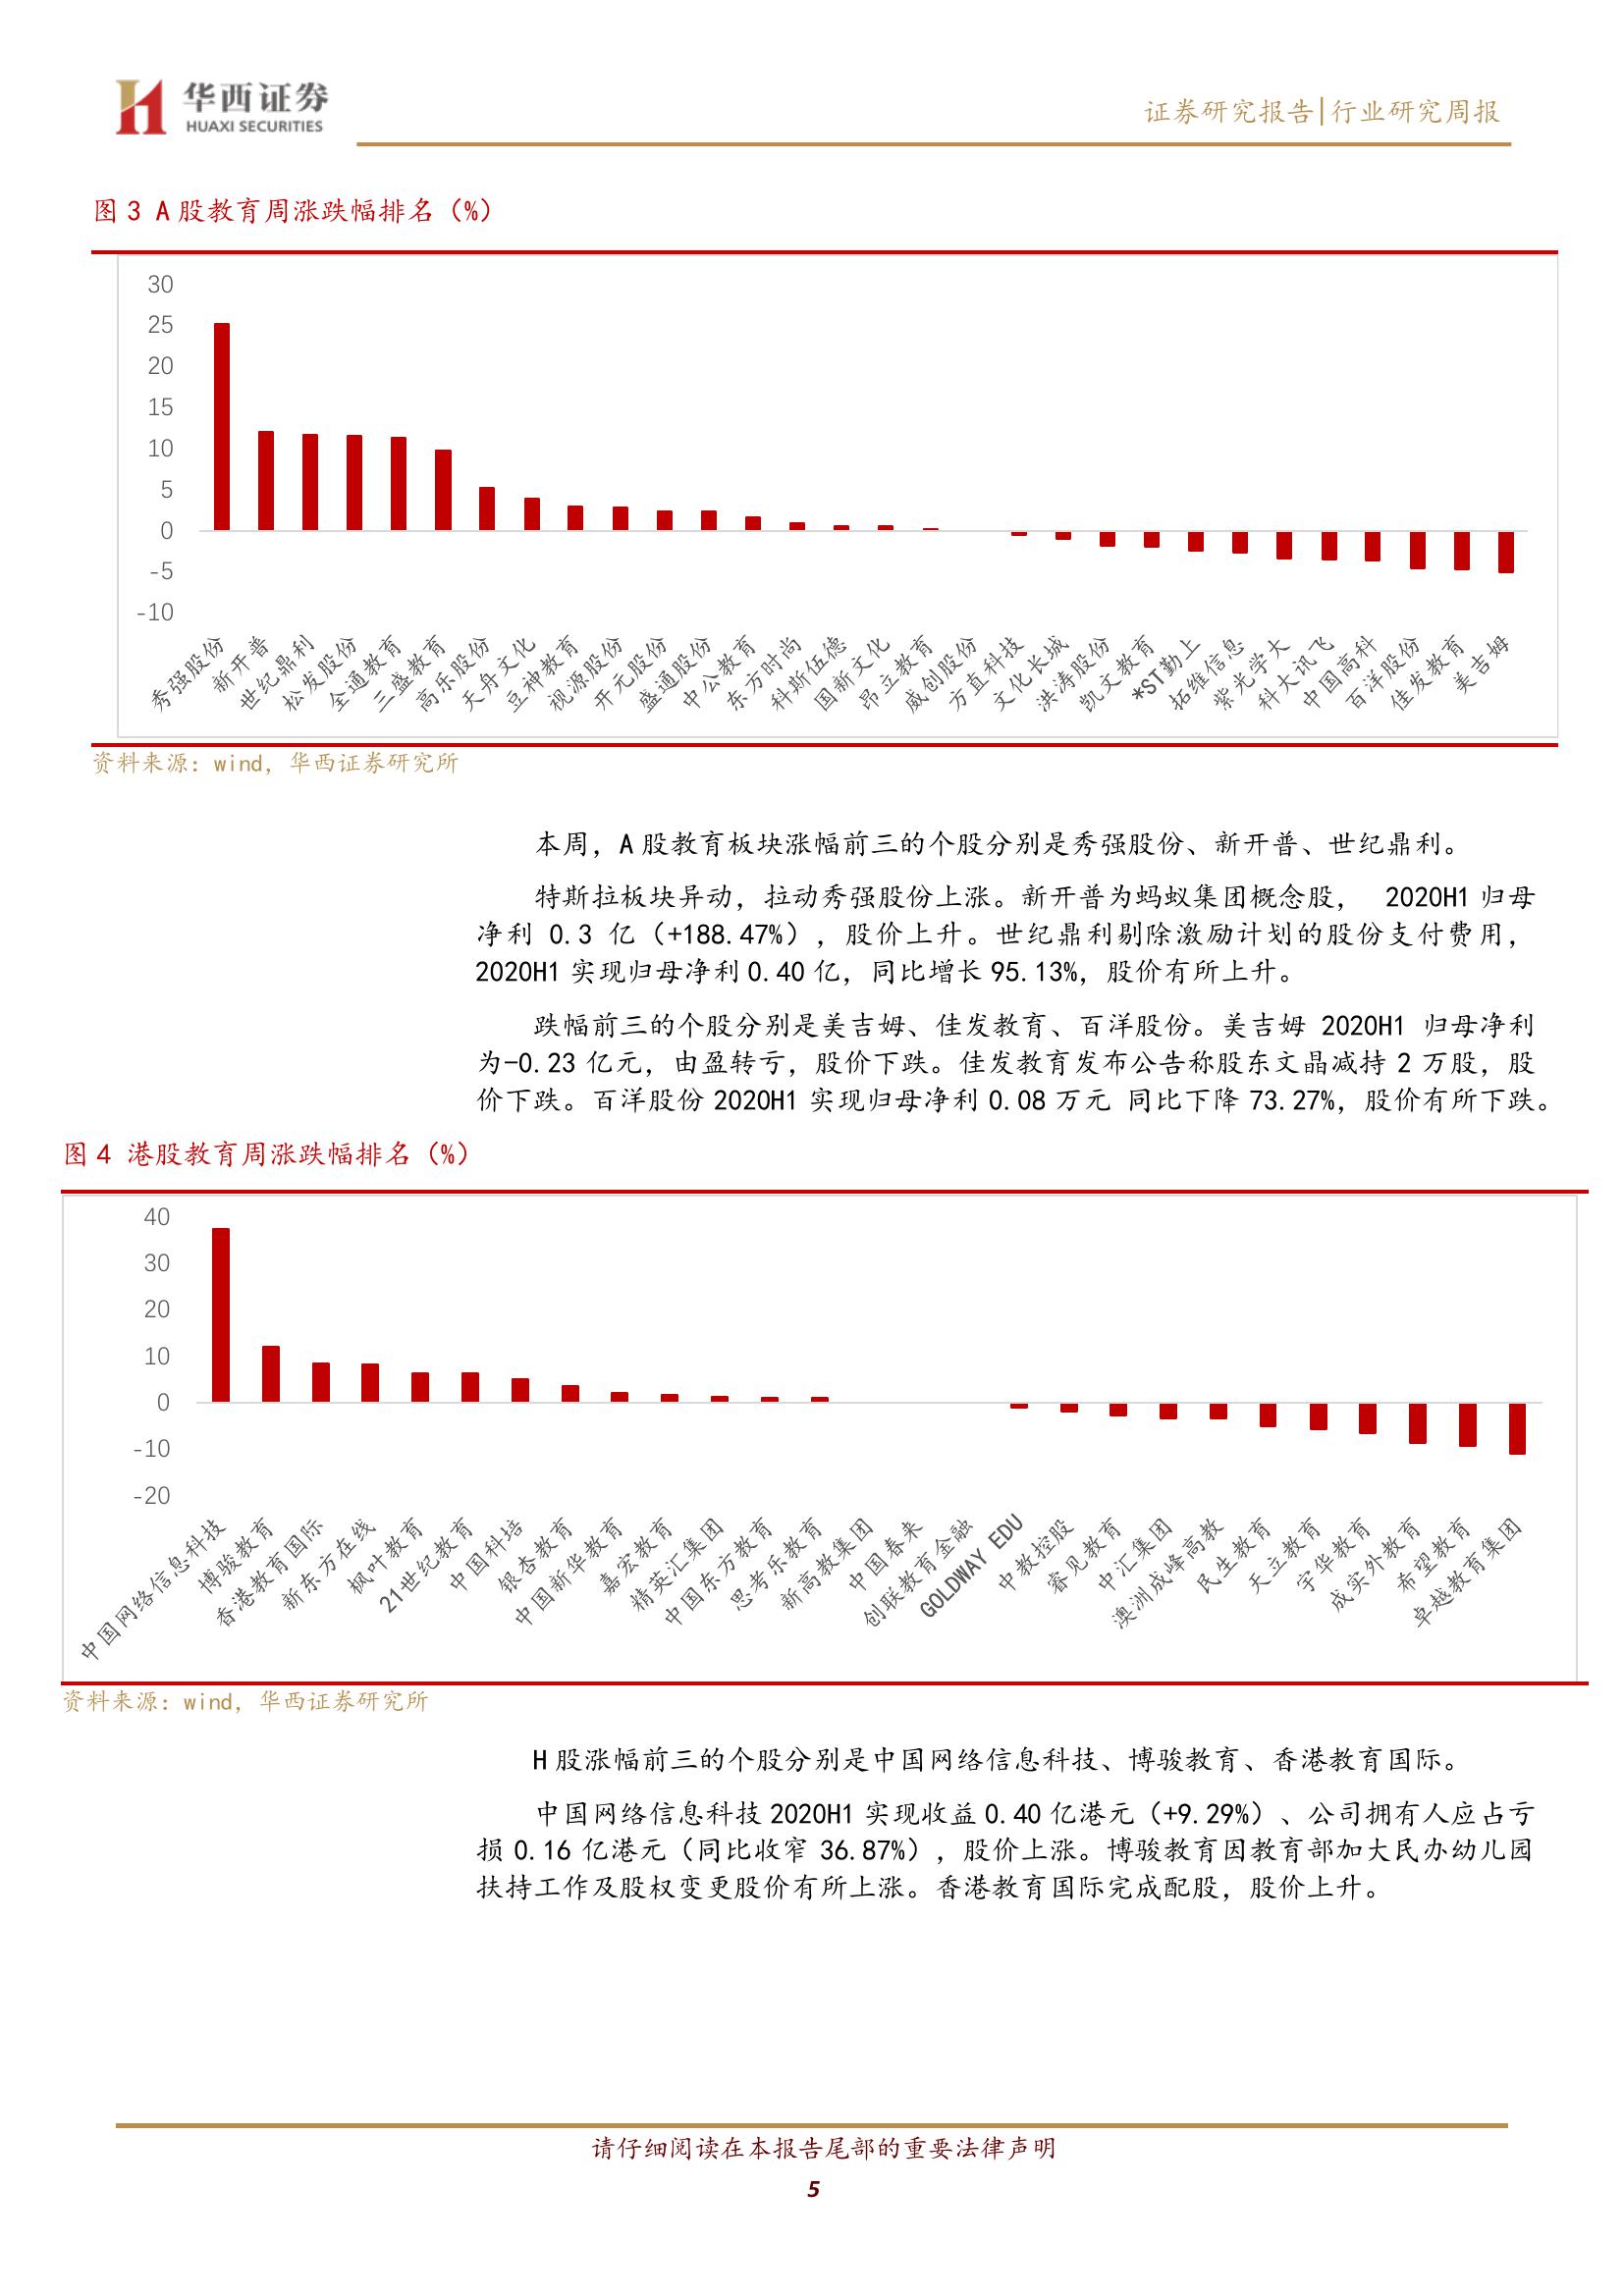 华西证券
HUAXI SECURITIES
证券研究报告|行业研究周报
图 3 A 股教育周涨跌幅排名（%）
30
25
20
15
10
5
0
-5
-10
秀强股份
新开普
世纪鼎利
松发股份
全通教育
三盛教育
高乐股份
天舟文化
豆神教育
视源股份
开元股份
盛通股份
中公教育
东方时尚
科斯伍德
国新文化
昂立教育
威创股份
方直科技
文化长城
洪涛股份
凯文教育
*ST勤上
拓维信息
紫光学大
科大讯飞
中国高科
百洋股份
佳发教育
美吉姆
资料来源：wind，华西证券研究所
本周，A 股教育板块涨幅前三的个股分别是秀强股份、新开普、世纪鼎利。
特斯拉板块异动，拉动秀强股份上涨。新开普为蚂蚁集团概念股， 2020H1 归母
净利 0.3 亿（+188.47%），股价上升。世纪鼎利剔除激励计划的股份支付费用，
2020H1 实现归母净利 0.40 亿，同比增长 95.13%，股价有所上升。
跌幅前三的个股分别是美吉姆、佳发教育、百洋股份。美吉姆 2020H1 归母净利
为-0.23 亿元，由盈转亏，股价下跌。佳发教育发布公告称股东文晶减持 2 万股，股
价下跌。百洋股份 2020H1 实现归母净利 0.08 万元 同比下降 73.27%，股价有所下跌。
图 4 港股教育周涨跌幅排名（%）
40
30
20
10
0
-10
-20
中国网络信息科技
博骏教育
香港教育国际
新东方在线
枫叶教育
21世纪教育
中国科培
银杏教育
中国新华教育
嘉宏教育
精英汇集团
中国东方教育
思考乐教育
新高教集团
中国春来
创联教育金融
GOLDWAY EDU
中教控股
睿见教育
中汇集团
澳洲成峰高教
民生教育
天立教育
宇华教育
成实外教育
希望教育
卓越教育集团
资料来源：wind，华西证券研究所
H 股涨幅前三的个股分别是中国网络信息科技、博骏教育、香港教育国际。
中国网络信息科技 2020H1 实现收益 0.40 亿港元（+9.29%）、公司拥有人应占亏
损 0.16 亿港元（同比收窄 36.87%），股价上涨。博骏教育因教育部加大民办幼儿园
扶持工作及股权变更股价有所上涨。香港教育国际完成配股，股价上升。
请仔细阅读在本报告尾部的重要法律声明
5